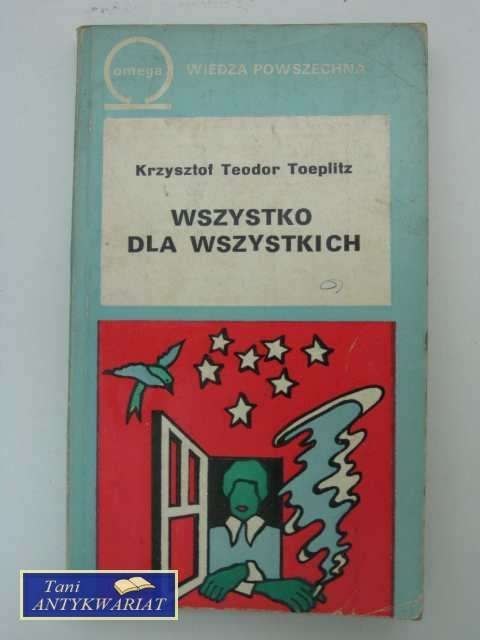 omega
WIEDZA POWSZECHNA
Krzysztof Teodor Toeplitz
WSZYSTKO
DLA WSZYSTKICH
Tani
ANTYKWARIAT